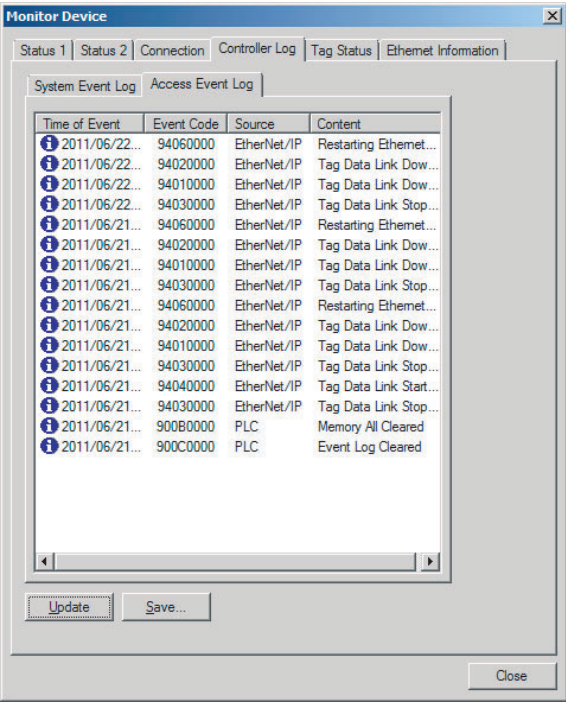 Monitor Device
Status 1 Status 2 Connection Controller Log Tag Status Ethernet Information
System Event Log Access Event Log
Time of Event Event Code Source Content
2011/06/22... 94060000 EtherNet/IP Restarting Ethernet...
2011/06/22... 94020000 EtherNet/IP Tag Data Link Dow...
2011/06/22... 94010000 EtherNet/IP Tag Data Link Dow...
2011/06/22... 94030000 EtherNet/IP Tag Data Link Stop...
2011/06/21... 94060000 EtherNet/IP Restarting Ethernet...
2011/06/21... 94020000 EtherNet/IP Tag Data Link Dow...
2011/06/21... 94010000 EtherNet/IP Tag Data Link Dow...
2011/06/21... 94030000 EtherNet/IP Tag Data Link Stop...
2011/06/21... 94060000 EtherNet/IP Restarting Ethernet...
2011/06/21... 94020000 EtherNet/IP Tag Data Link Dow...
2011/06/21... 94010000 EtherNet/IP Tag Data Link Dow...
2011/06/21... 94030000 EtherNet/IP Tag Data Link Stop...
2011/06/21... 94040000 EtherNet/IP Tag Data Link Start...
2011/06/21... 94030000 EtherNet/IP Tag Data Link Stop...
2011/06/21... 900B0000 PLC Memory All Cleared
2011/06/21... 900C0000 PLC Event Log Cleared
Update Save...
Close